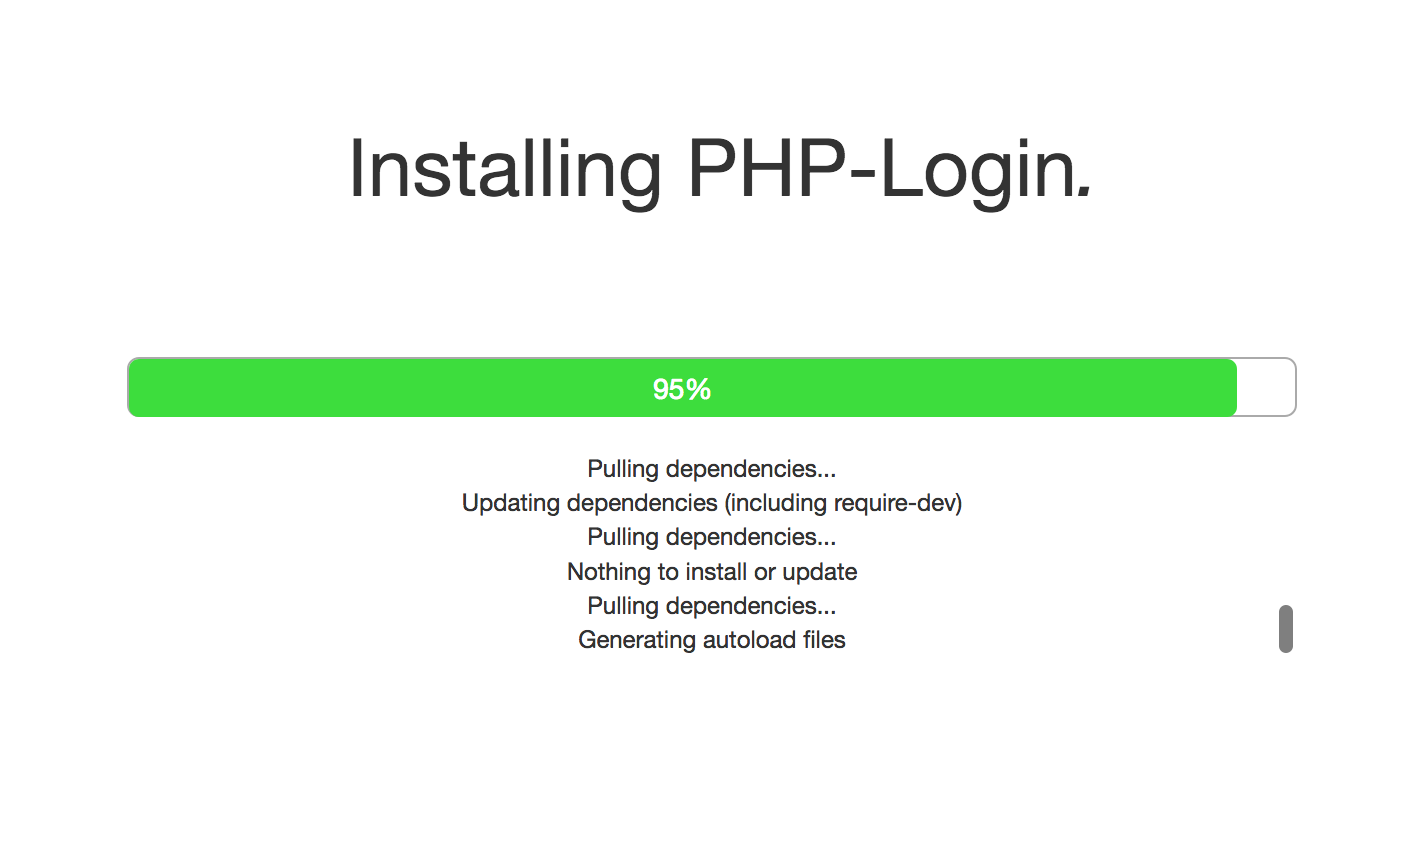 Installing PHP-Login.
95%
Pulling dependencies...
Updating dependencies (including require-dev)
Pulling dependencies...
Nothing to install or update
Pulling dependencies...
Generating autoload files